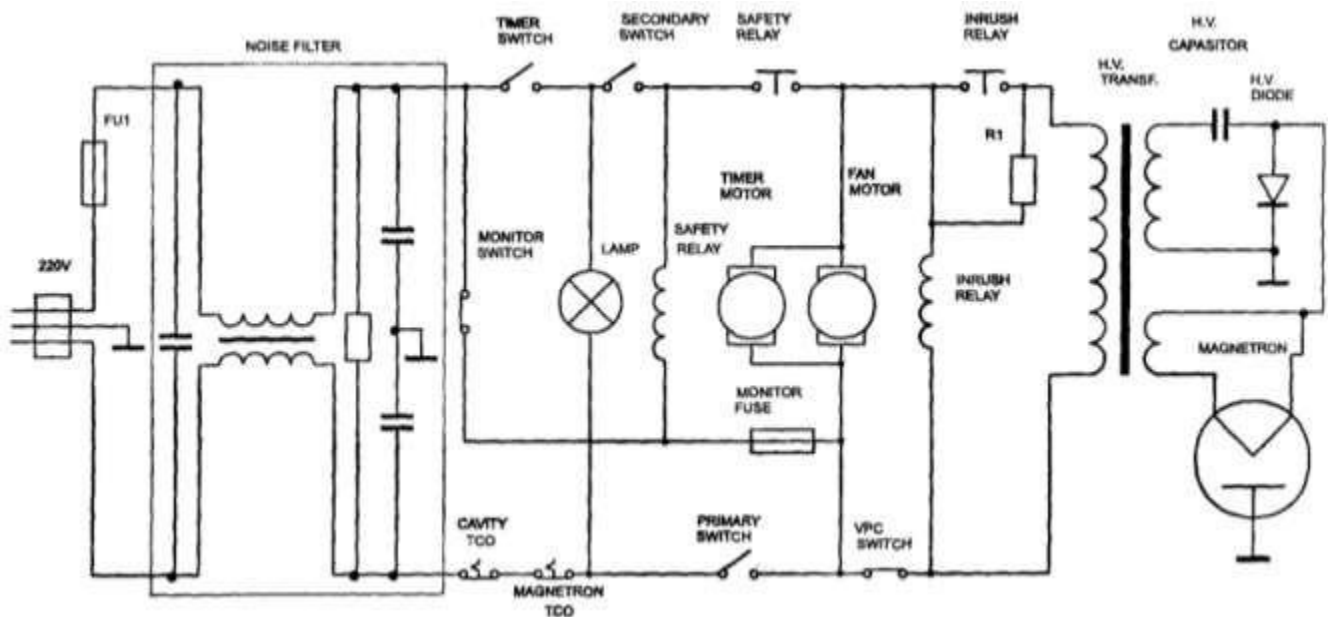 NOISE FILTER
TIMER
SWITCH
SECONDARY
SWITCH
SAFETY
RELAY
INRUSH
RELAY
H.V.
CAPASITOR
H.V.
TRANSF.
H.V.
DIODE
FU1
R1
TIMER
MOTOR
FAN
MOTOR
MONITOR
SWITCH
LAMP
SAFETY
RELAY
220V
INRUSH
RELAY
MAGNETRON
MONITOR
FUSE
CAVITY
TCO
PRIMARY
SWITCH
VPC
SWITCH
MAGNETRON
TCO